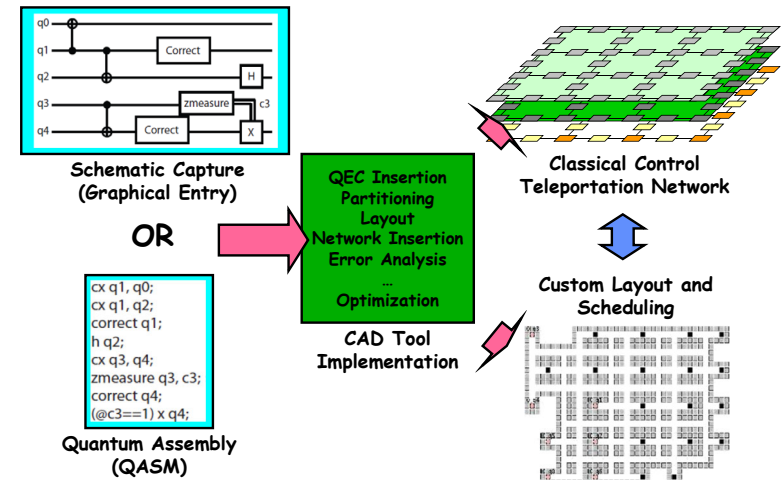 q0
q1
Correct
q2
H
q3
zmeasure
c3
q4
Correct
X
Schematic Capture
(Graphical Entry)
OR
cx q1, q0;
cx q1, q2;
correct q1;
h q2;
cx q3, q4;
zmeasure q3, c3;
correct q4;
(@c3==1) x q4;
Quantum Assembly
(QASM)
QEC Insertion
Partitioning
Layout
Network Insertion
Error Analysis
…
Optimization
CAD Tool
Implementation
Classical Control
Teleportation Network
Custom Layout and
Scheduling